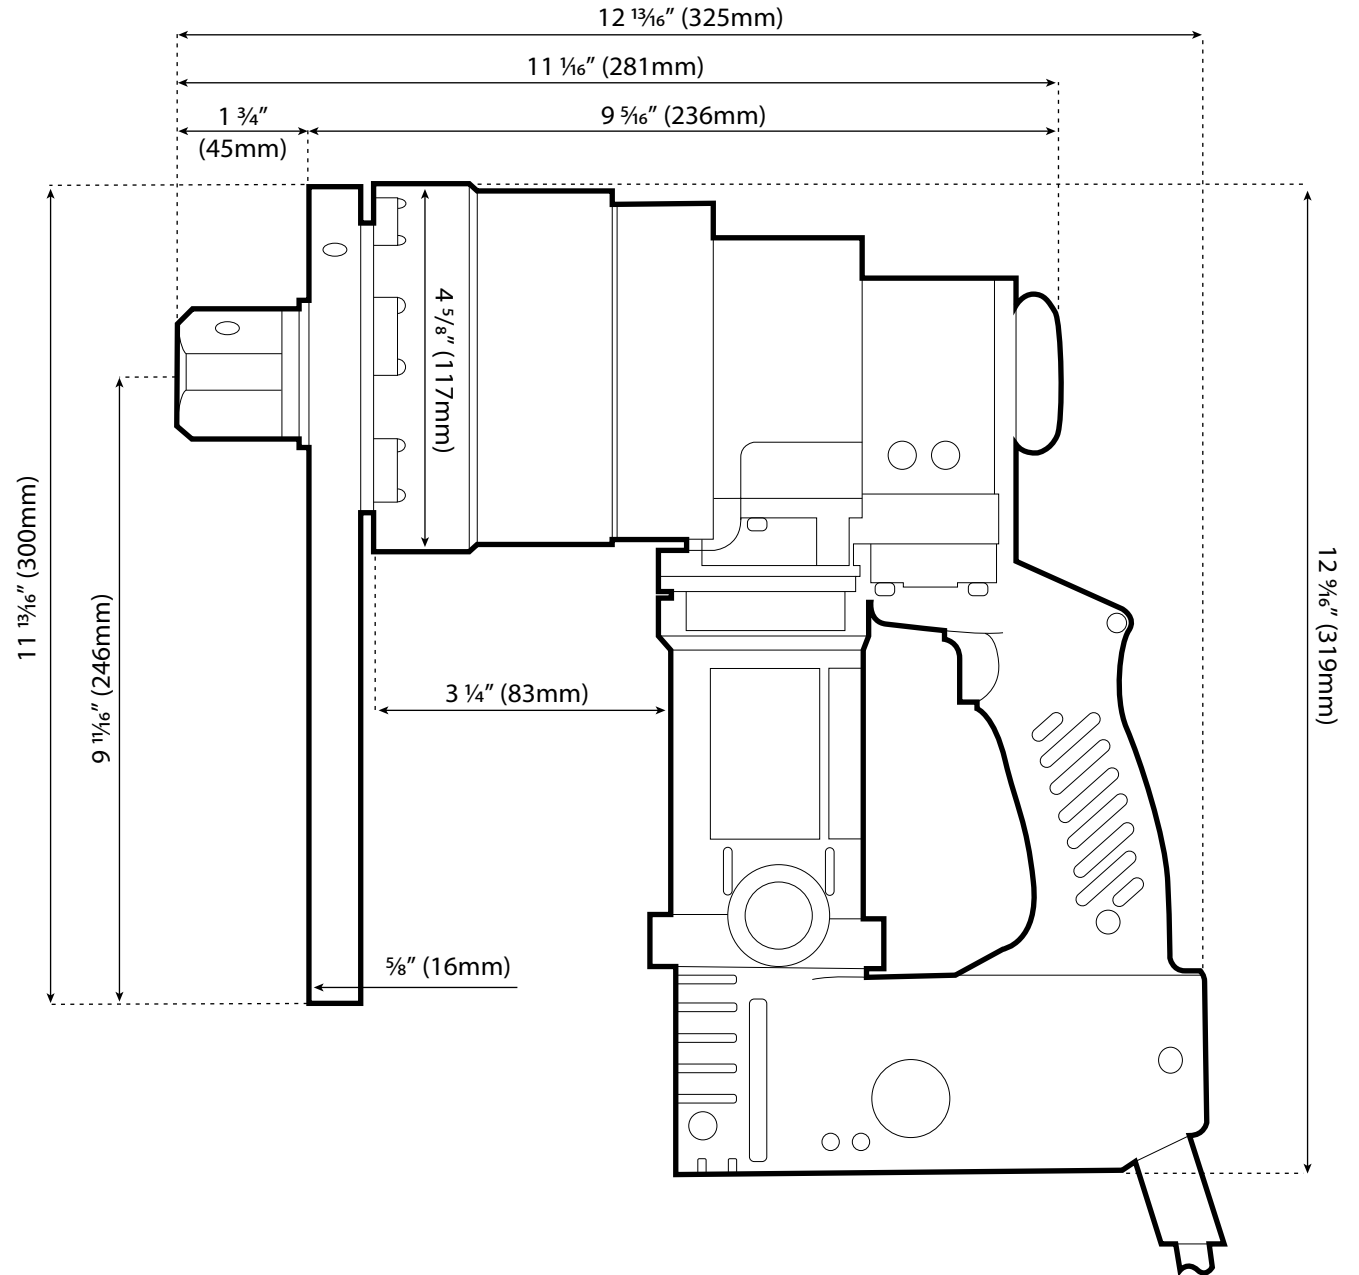 12 ¹³⁄₁₆” (325mm)
11 ¹⁄₁₆” (281mm)
1 ¾”
(45mm)
9 ⁵⁄₁₆” (236mm)
4 ⁵⁄₈” (117mm)
11 ¹³⁄₁₆” (300mm)
9 ¹¹⁄₁₆” (246mm)
12 ⁹⁄₁₆” (319mm)
3 ¼” (83mm)
⅝” (16mm)